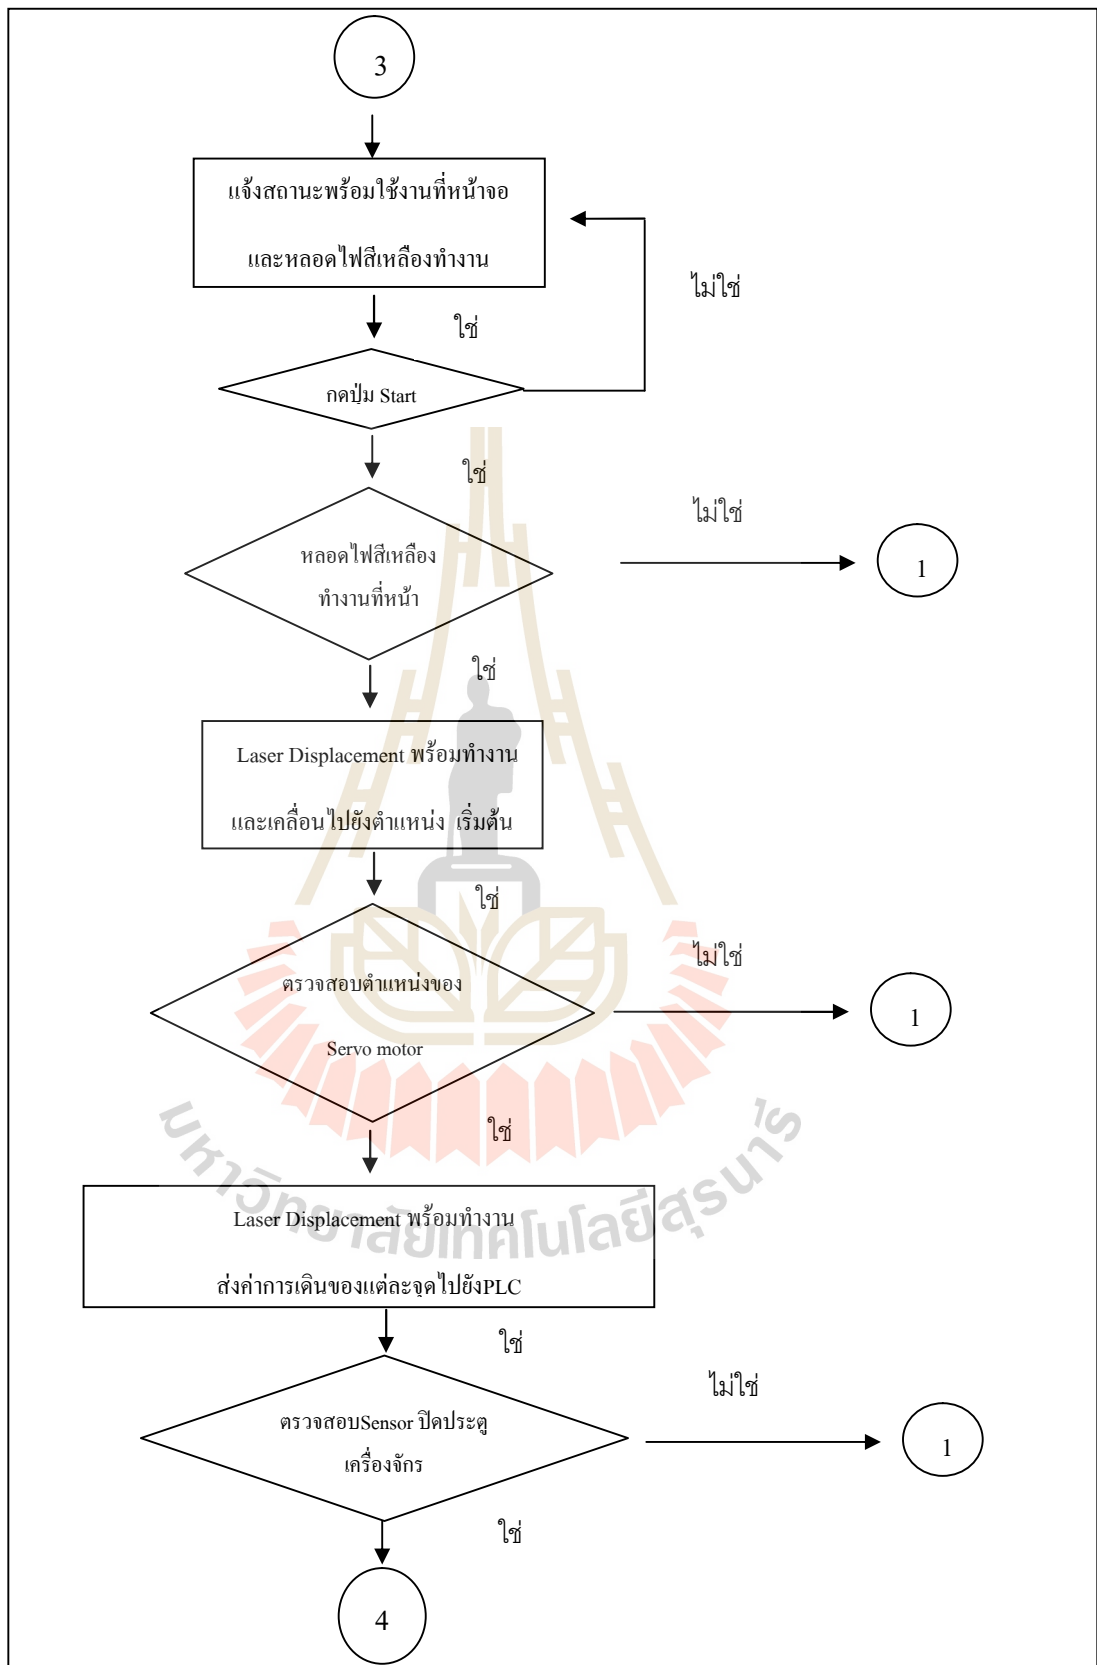 3
แจ้งสถานะพร้อมใช้งานที่หน้าจอ
และหลอดไฟสีเหลืองทำงาน
ไม่ใช่
ใช่
กดปุ่ม Start
ใช่
ไม่ใช่
หลอดไฟสีเหลือง
ทำงานที่หน้า
1
ใช่
Laser Displacement พร้อมทำงาน
และเคลื่อนไปยังตำแหน่ง เริ่มต้น
ใช่
ไม่ใช่
ตรวจสอบตำแหน่งของ
Servo motor
1
ใช่
มหาวิทยาลัยเทคโนโลยีสุรนารี
Laser Displacement พร้อมทำงาน
ส่งค่าการเดินของแต่ละจุดไปยังPLC
ใช่
ไม่ใช่
ตรวจสอบSensor ปิดประตู
เครื่องจักร
1
ใช่
4